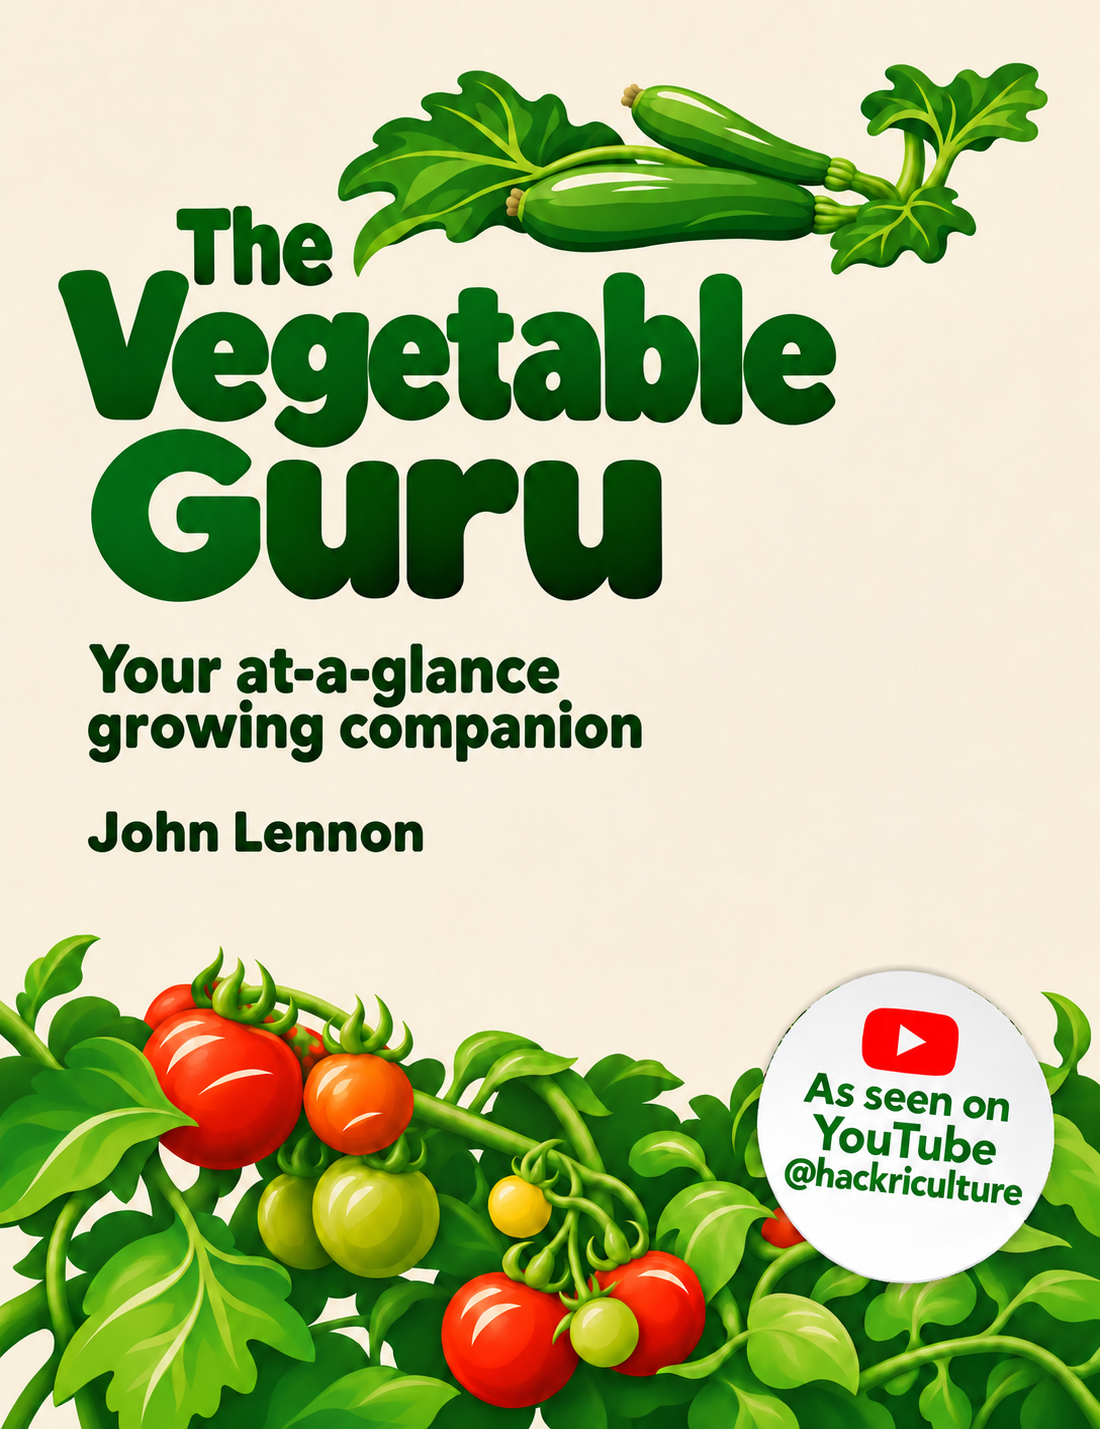 The
Vegetable
Guru
Your at-a-glance
growing companion
John Lennon
As seen on
YouTube
@hackriculture